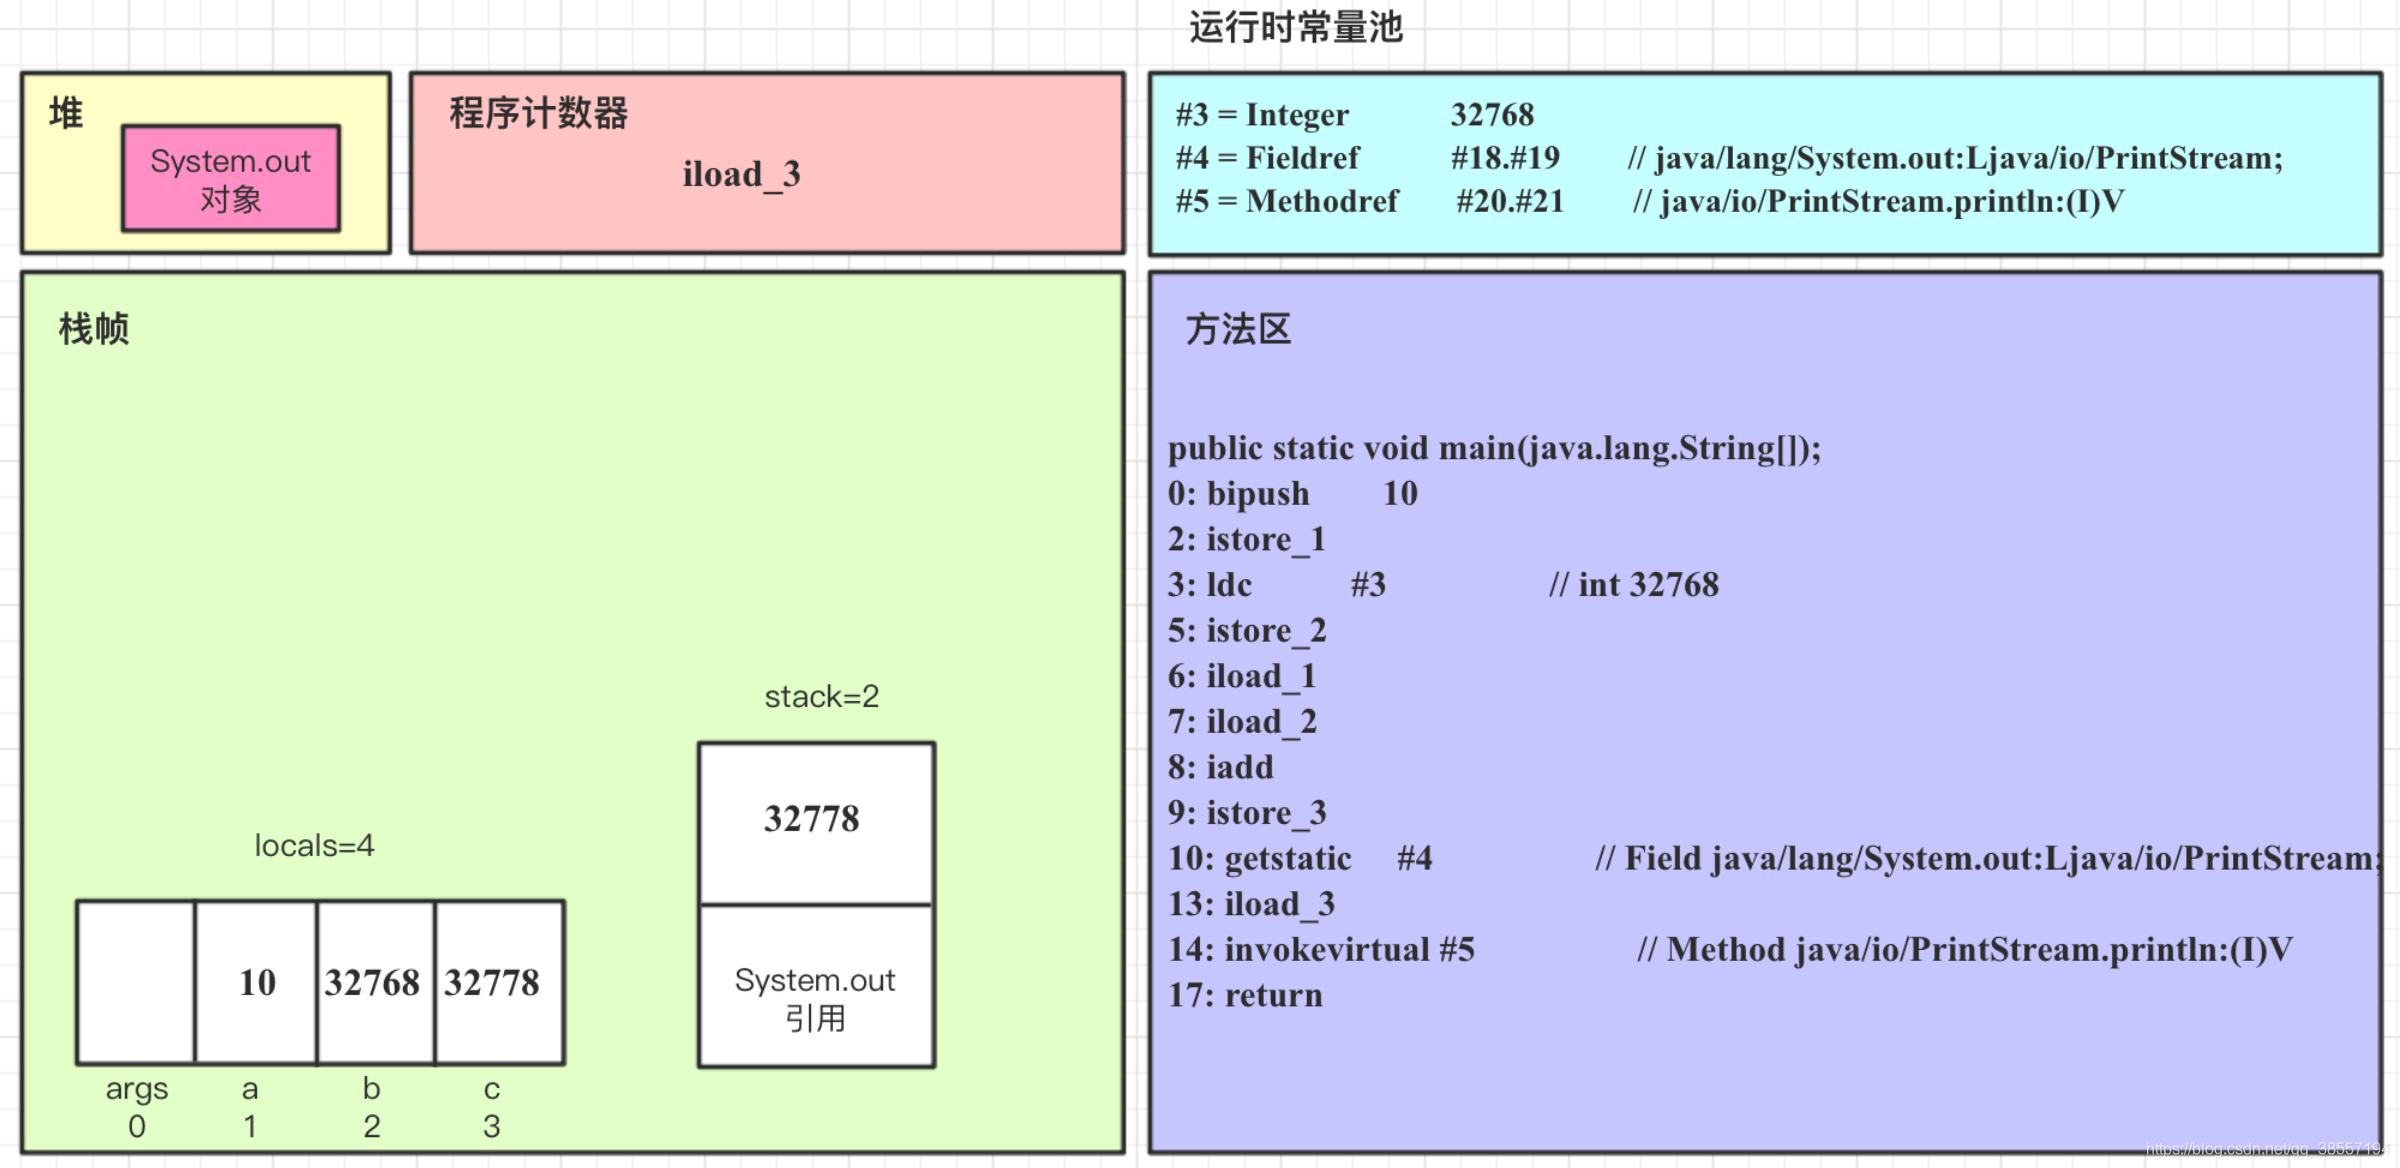 运行时常量池
堆
System.out
对象
程序计数器
iload_3
#3 = Integer 32768
#4 = Fieldref #18.#19 // java/lang/System.out:Ljava/io/PrintStream;
#5 = Methodref #20.#21 // java/io/PrintStream.println:(I)V
栈帧
stack=2
32778
System.out
引用
locals=4
10 32768 32778
args a b c
0 1 2 3
方法区
public static void main(java.lang.String[]);
0: bipush 10
2: istore_1
3: ldc #3 // int 32768
5: istore_2
6: iload_1
7: iload_2
8: iadd
9: istore_3
10: getstatic #4 // Field java/lang/System.out:Ljava/io/PrintStream;
13: iload_3
14: invokevirtual #5 // Method java/io/PrintStream.println:(I)V
17: return
https://blog.csdn.net/qq_38557194